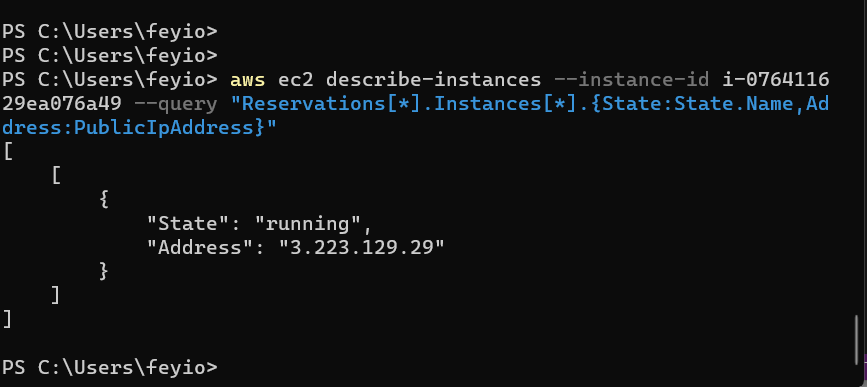 PS C:\Users\feyio>
PS C:\Users\feyio>
PS C:\Users\feyio> aws ec2 describe-instances --instance-id i-0764116
29ea076a49 --query "Reservations[*].Instances[*].{State:State.Name,Ad
dress:PublicIpAddress}"
[
    [
        {
            "State": "running",
            "Address": "3.223.129.29"
        }
    ]
]
PS C:\Users\feyio>